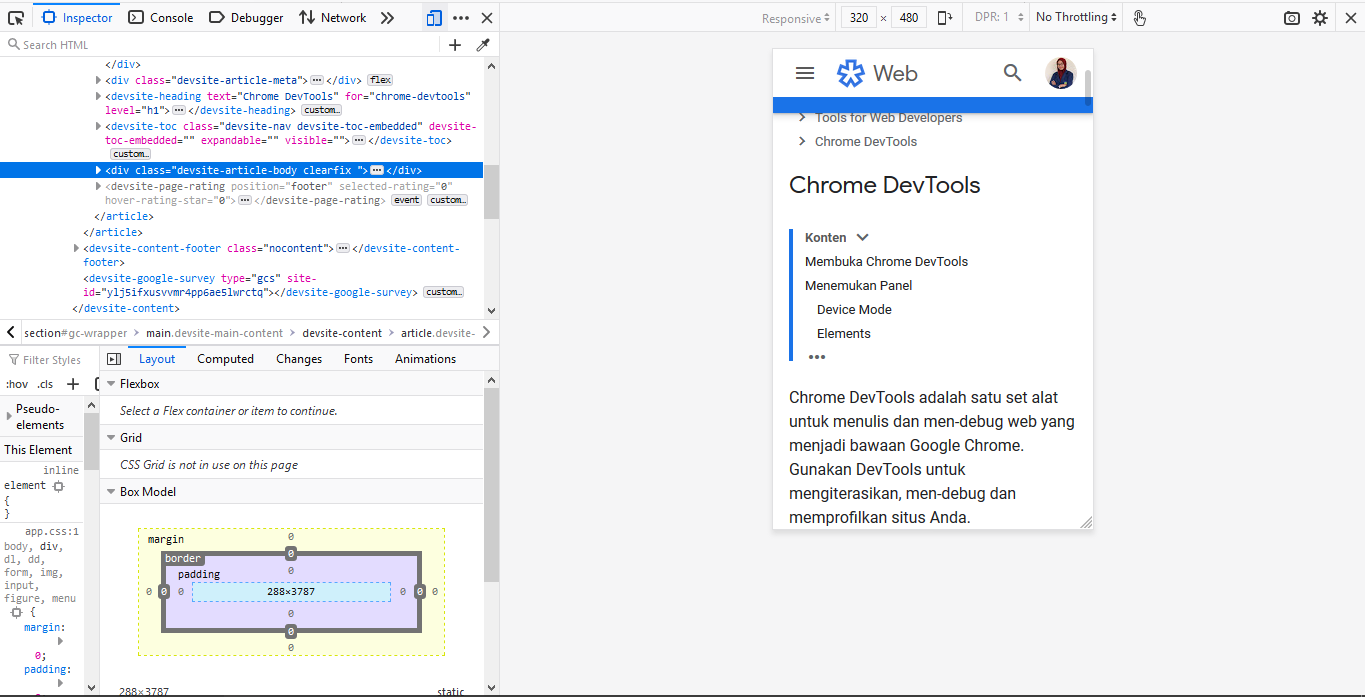 Inspector Console Debugger Network
Responsive 320 × 480 DPR: 1 No Throttling
Search HTML
</div>
<div class="devsite-article-meta"> </div> flex
<devsite-heading text="Chrome DevTools" for="chrome-devtools"
level="h1"> </devsite-heading> custom…
<devsite-toc class="devsite-nav devsite-toc-embedded" devsite-
toc-embedded="" expandable="" visible=""> </devsite-toc>
custom…
<div class="devsite-article-body clearfix "> </div>
<devsite-page-rating position="footer" selected-rating="0"
hover-rating-star="0"> </devsite-page-rating> event custom…
</article>
</article>
<devsite-content-footer class="nocontent"> </devsite-content-
footer>
<devsite-google-survey type="gcs" site-
id="ylj5ifxusvvmr4pp6ae5lwrctq"></devsite-google-survey> custom…
</devsite-content>
section#gc-wrapper main.devsite-main-content devsite-content article.devsite-
Filter Styles
:hov .cls
Pseudo-
elements
This Element
inline
element
{
}
app.css:1
body, div,
dl, dd,
form, img,
input,
figure, menu
{
margin:
0;
padding:
Layout Computed Changes Fonts Animations
Flexbox
Select a Flex container or item to continue.
Grid
CSS Grid is not in use on this page
Box Model
margin 0
border 0
padding 0
0 0 0 288×3787 0 0 0
0
0
0
288×3787 static
Web
Tools for Web Developers
Chrome DevTools
Chrome DevTools
Konten
Membuka Chrome DevTools
Menemukan Panel
Device Mode
Elements
Chrome DevTools adalah satu set alat
untuk menulis dan men-debug web yang
menjadi bawaan Google Chrome.
Gunakan DevTools untuk
mengiterasikan, men-debug dan
memprofilkan situs Anda.